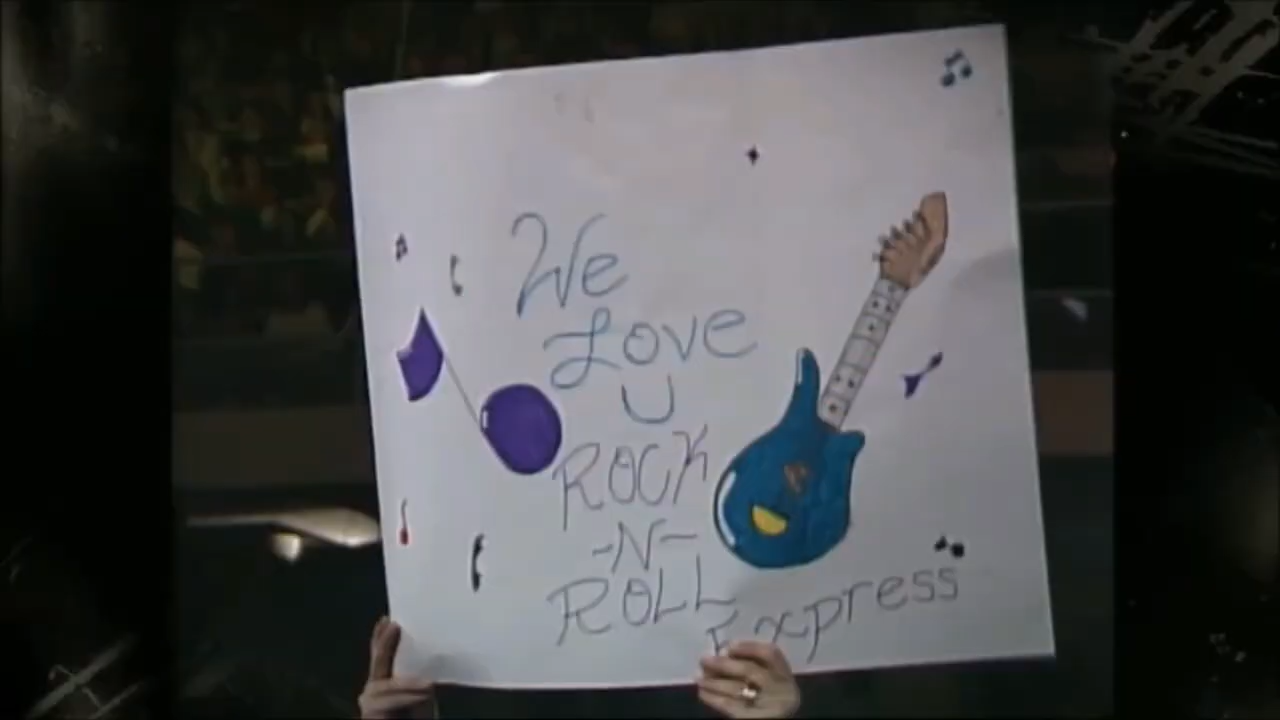 We
Love
U
ROCK
-N-
ROLL
Express